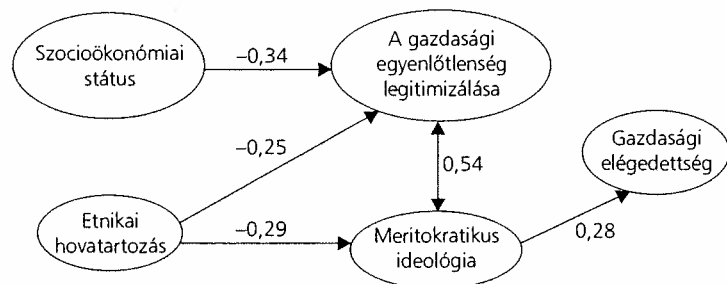 Szocioökonómiai
státus
−0,34
A gazdasági
egyenlőtlenség
legitimizálása
−0,25
0,54
Gazdasági
elégedettség
Etnikai
hovatartozás
−0,29
Meritokratikus
ideológia
0,28